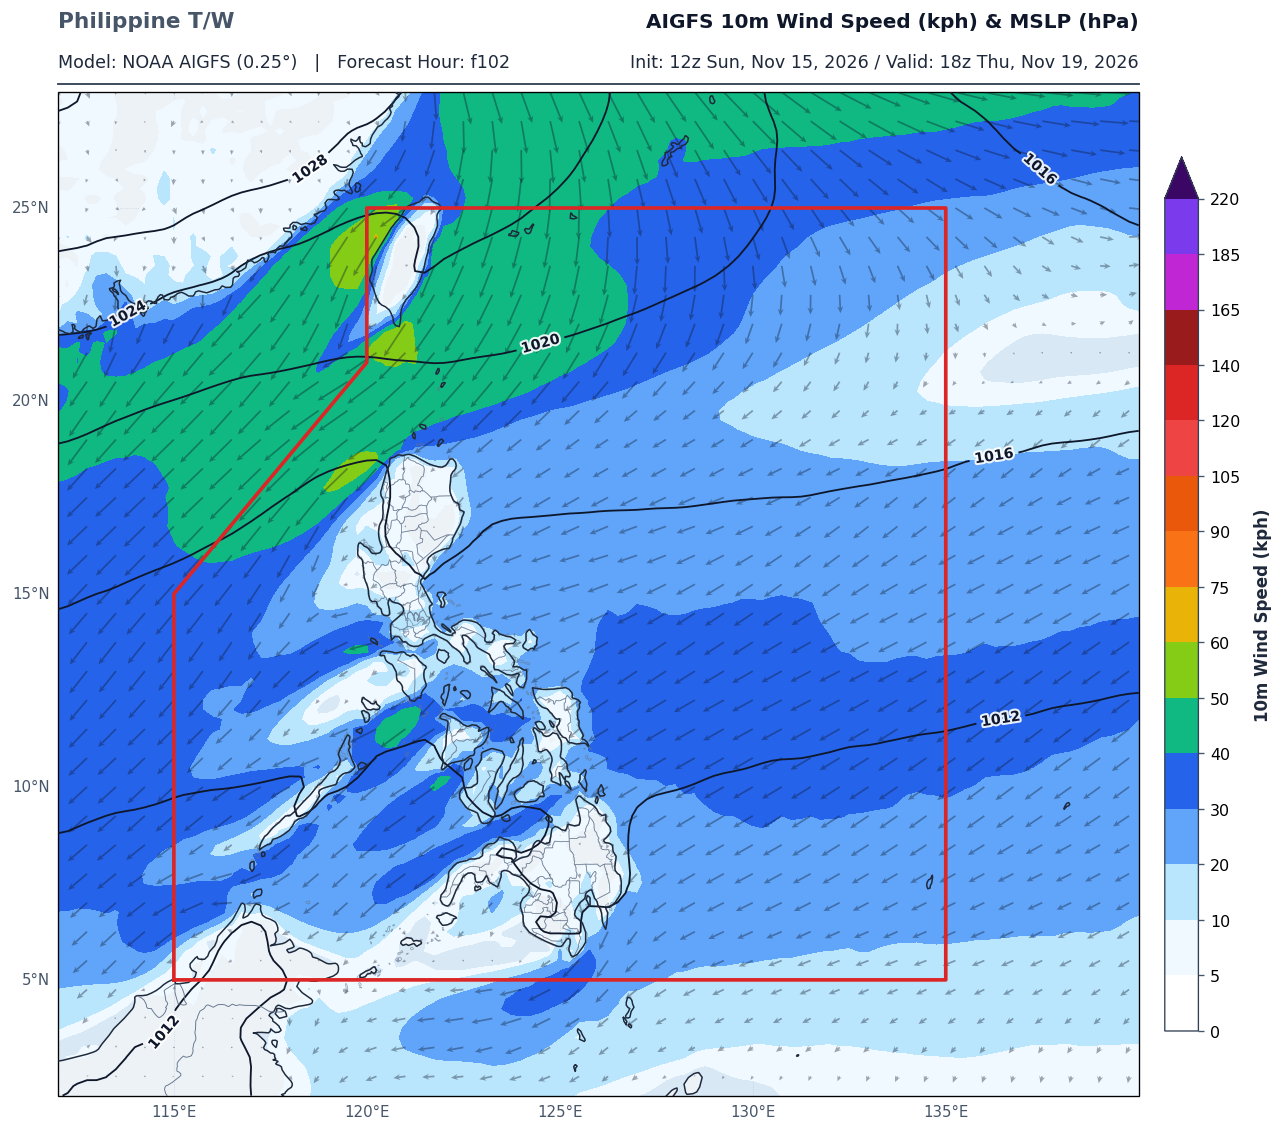 Philippine T/W
AIGFS 10m Wind Speed (kph) & MSLP (hPa)
Model: NOAA AIGFS (0.25°)   |   Forecast Hour: f102
Init: 12z Sun, Nov 15, 2026 / Valid: 18z Thu, Nov 19, 2026
1028
1016
1024
1020
1016
1012
1012
25°N
20°N
15°N
10°N
5°N
115°E
120°E
125°E
130°E
135°E
220
185
165
140
120
105
90
75
60
50
40
30
20
10
5
0
10m Wind Speed (kph)